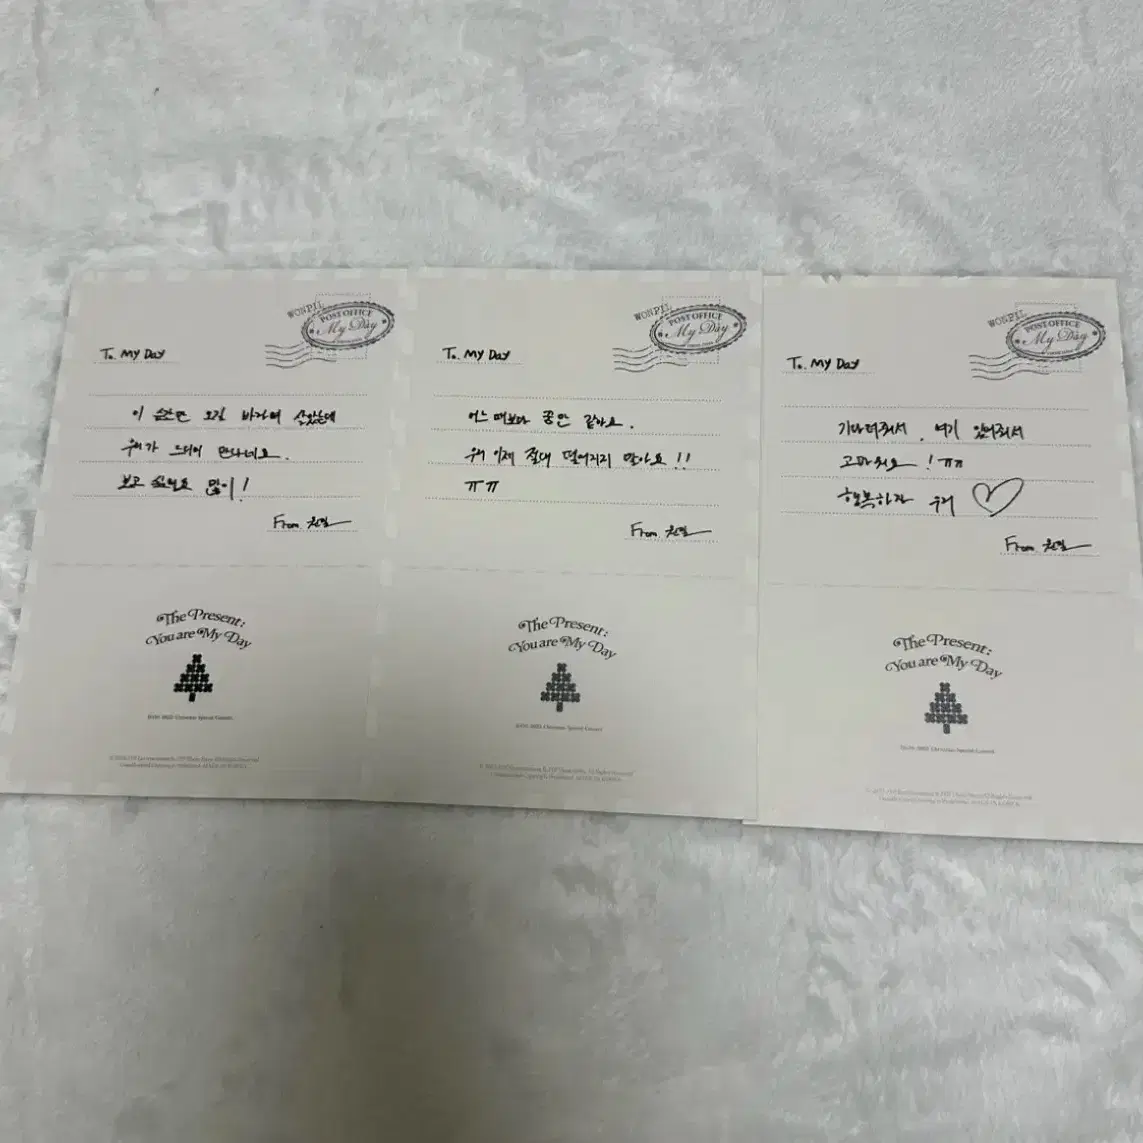 WONPIL
POST OFFICE
My Day
To. My Day
이 순간만 오길 바라며 살았는데
우리가 드디어 만나네요.
보고 싶었어요 많이!
From. 원필
The Present:
You are My Day
WONPIL
POST OFFICE
My Day
To. My Day
어느 때보다 좋은 것 같아요.
우리 이제 절대 떨어지지 말아요!!
ㅠㅠ
From. 원필
The Present:
You are My Day
WONPIL
POST OFFICE
My Day
To. My Day
기다려줘서, 여기 있어줘서
고마워요! ㅠㅠ
행복하자 우리
From. 원필
The Present:
You are My Day